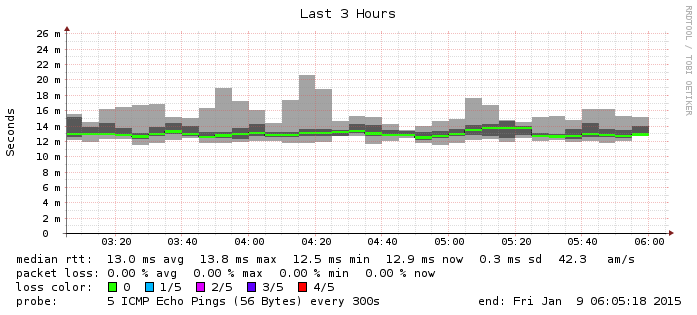 Last 3 Hours
RRDTOOL / TOBI OETIKER
Seconds
26 m
24 m
22 m
20 m
18 m
16 m
14 m
12 m
10 m
8 m
6 m
4 m
2 m
0
03:20 03:40 04:00 04:20 04:40 05:00 05:20 05:40 06:00
median rtt: 13.0 ms avg 13.8 ms max 12.5 ms min 12.9 ms now 0.3 ms sd 42.3 am/s
packet loss: 0.00 % avg 0.00 % max 0.00 % min 0.00 % now
loss color: 0 1/5 2/5 3/5 4/5
probe: 5 ICMP Echo Pings (56 Bytes) every 300s end: Fri Jan 9 06:05:18 2015